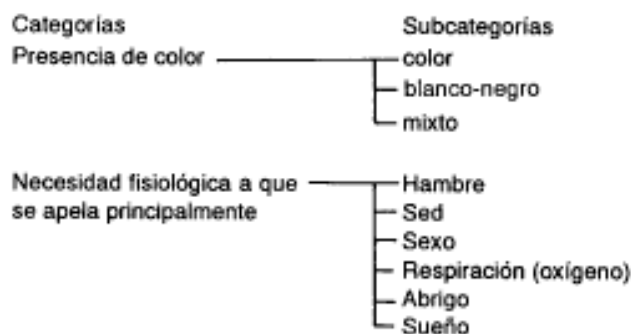 Categorías Subcategorías
Presencia de color color
blanco-negro
mixto
Necesidad fisiológica a que Hambre
se apela principalmente Sed
Sexo
Respiración (oxígeno)
Abrigo
Sueño